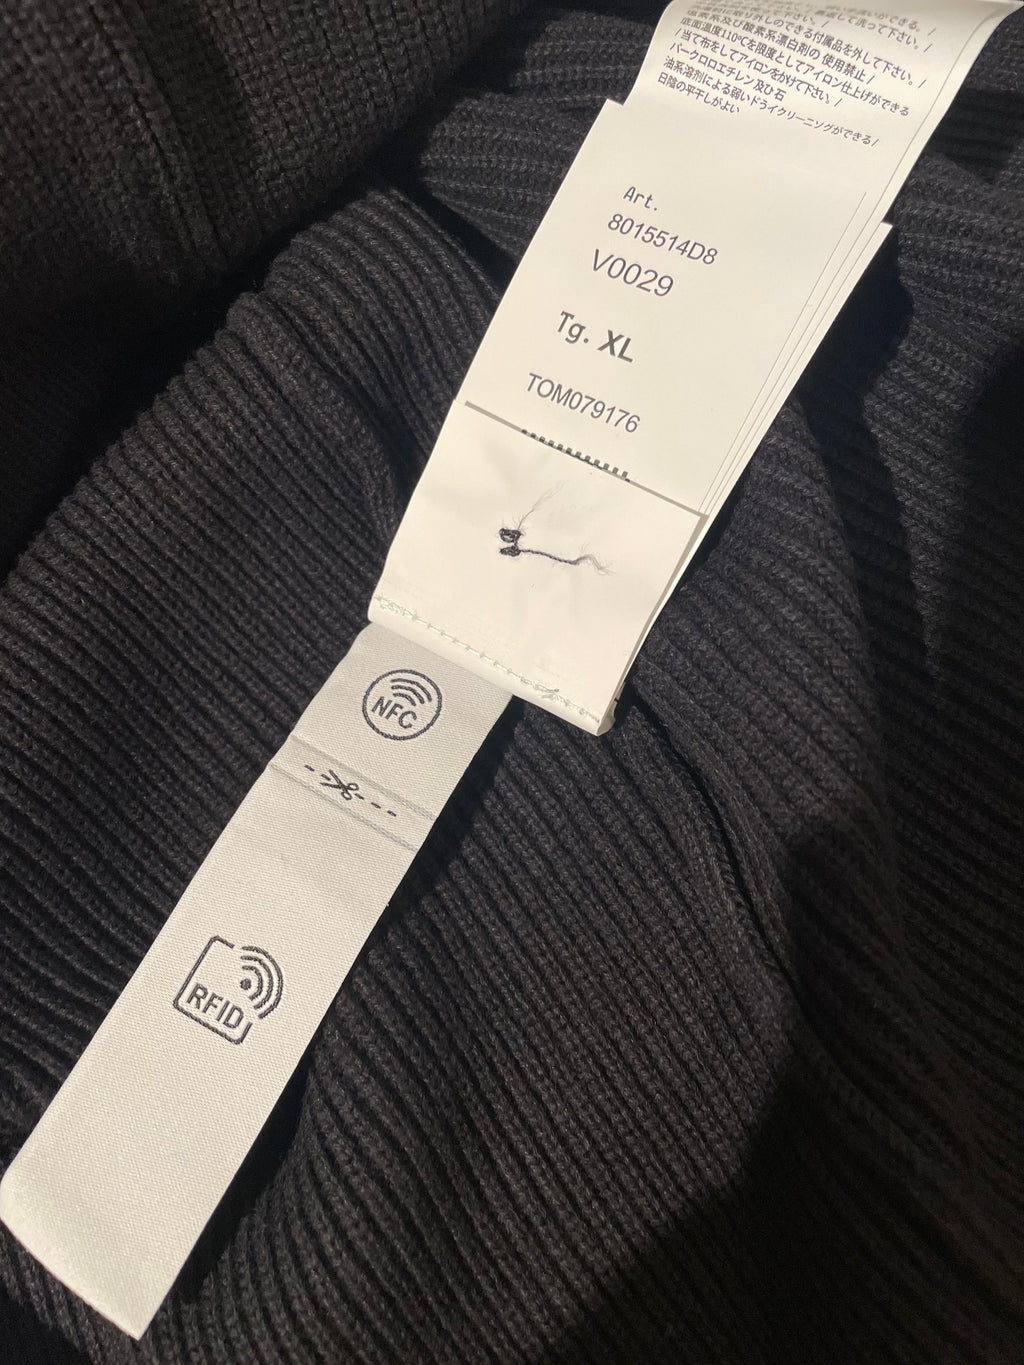 底面温度110℃を限度としてアイロン仕上げができる
/当て布をしてアイロンをかけて下さい。/
パークロロエチレン及び石
油系溶剤による弱いドライクリーニングができる/
日陰の平干しがよい
Art.
8015514D8
V0029
Tg. XL
TOM079176
NFC
RFID